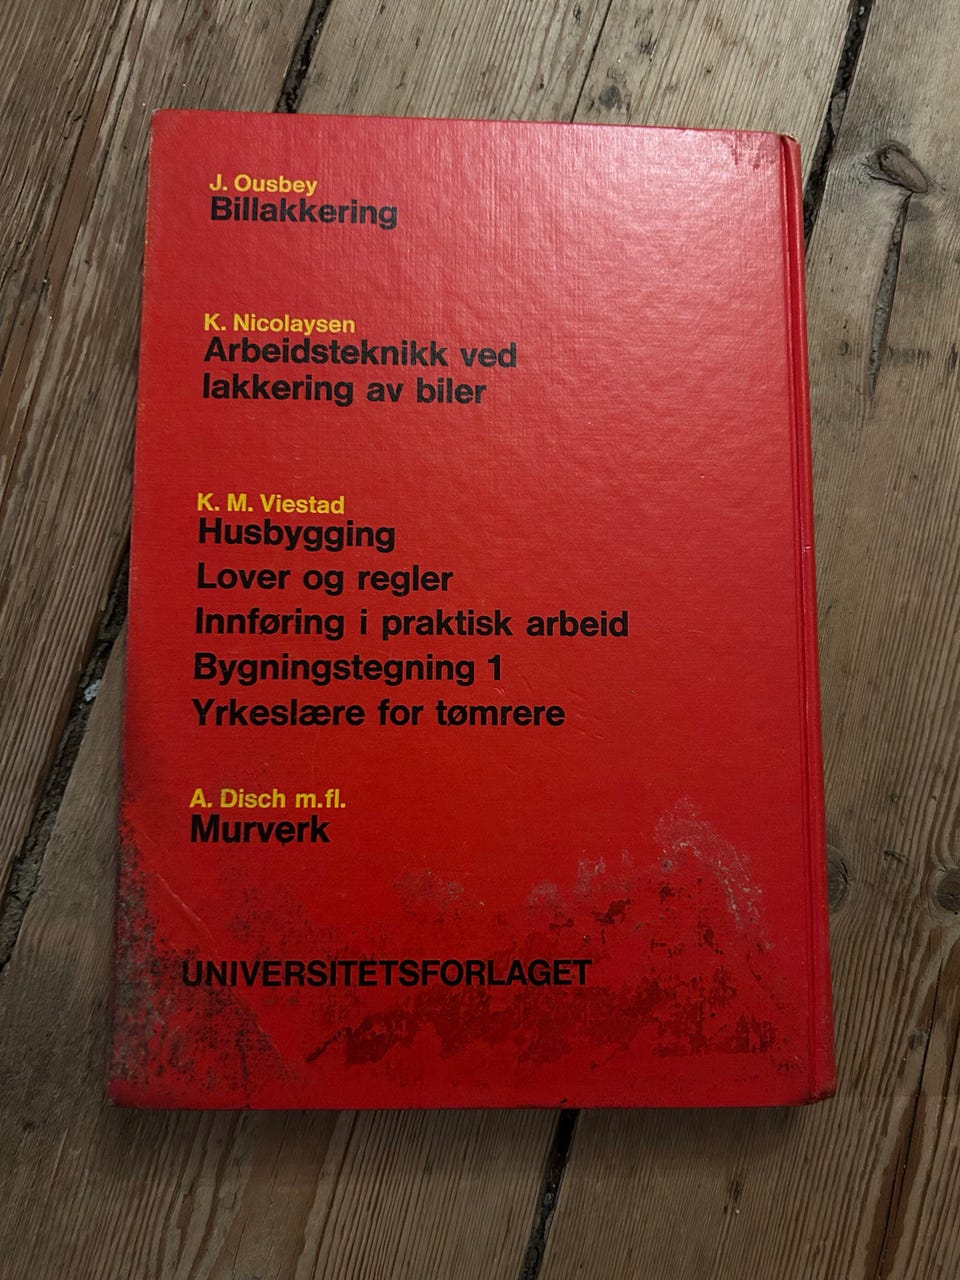 J. Ousbey
Billakkering
K. Nicolaysen
Arbeidsteknikk ved
lakkering av biler
K. M. Viestad
Husbygging
Lover og regler
Innføring i praktisk arbeid
Bygningstegning 1
Yrkeslære for tømrere
A. Disch m.fl.
Murverk
UNIVERSITETSFORLAGET